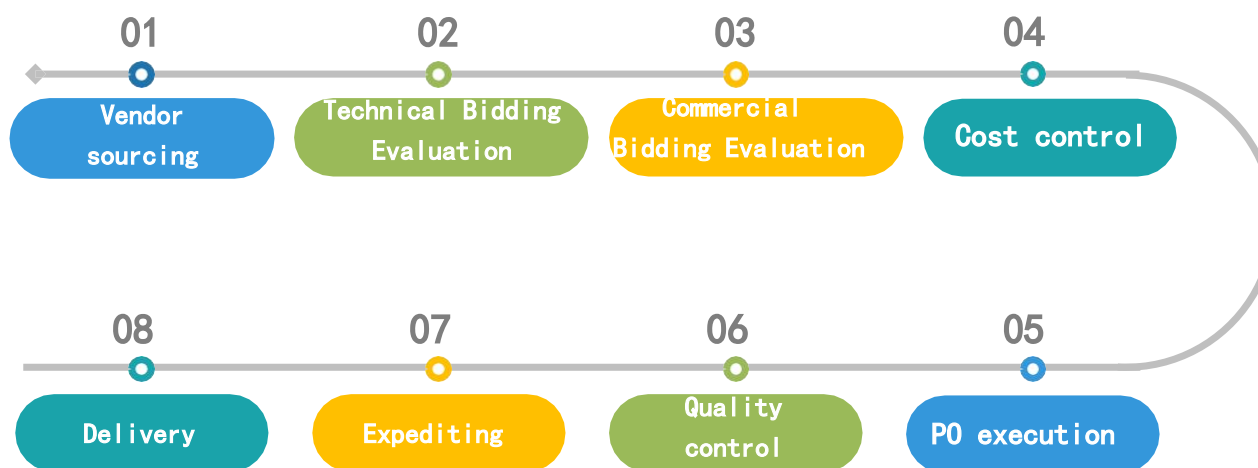 01
02
03
04
Vendor
sourcing
Technical Bidding
Evaluation
Commercial
Bidding Evaluation
Cost control
08
07
06
05
Delivery
Expediting
Quality
control
PO execution